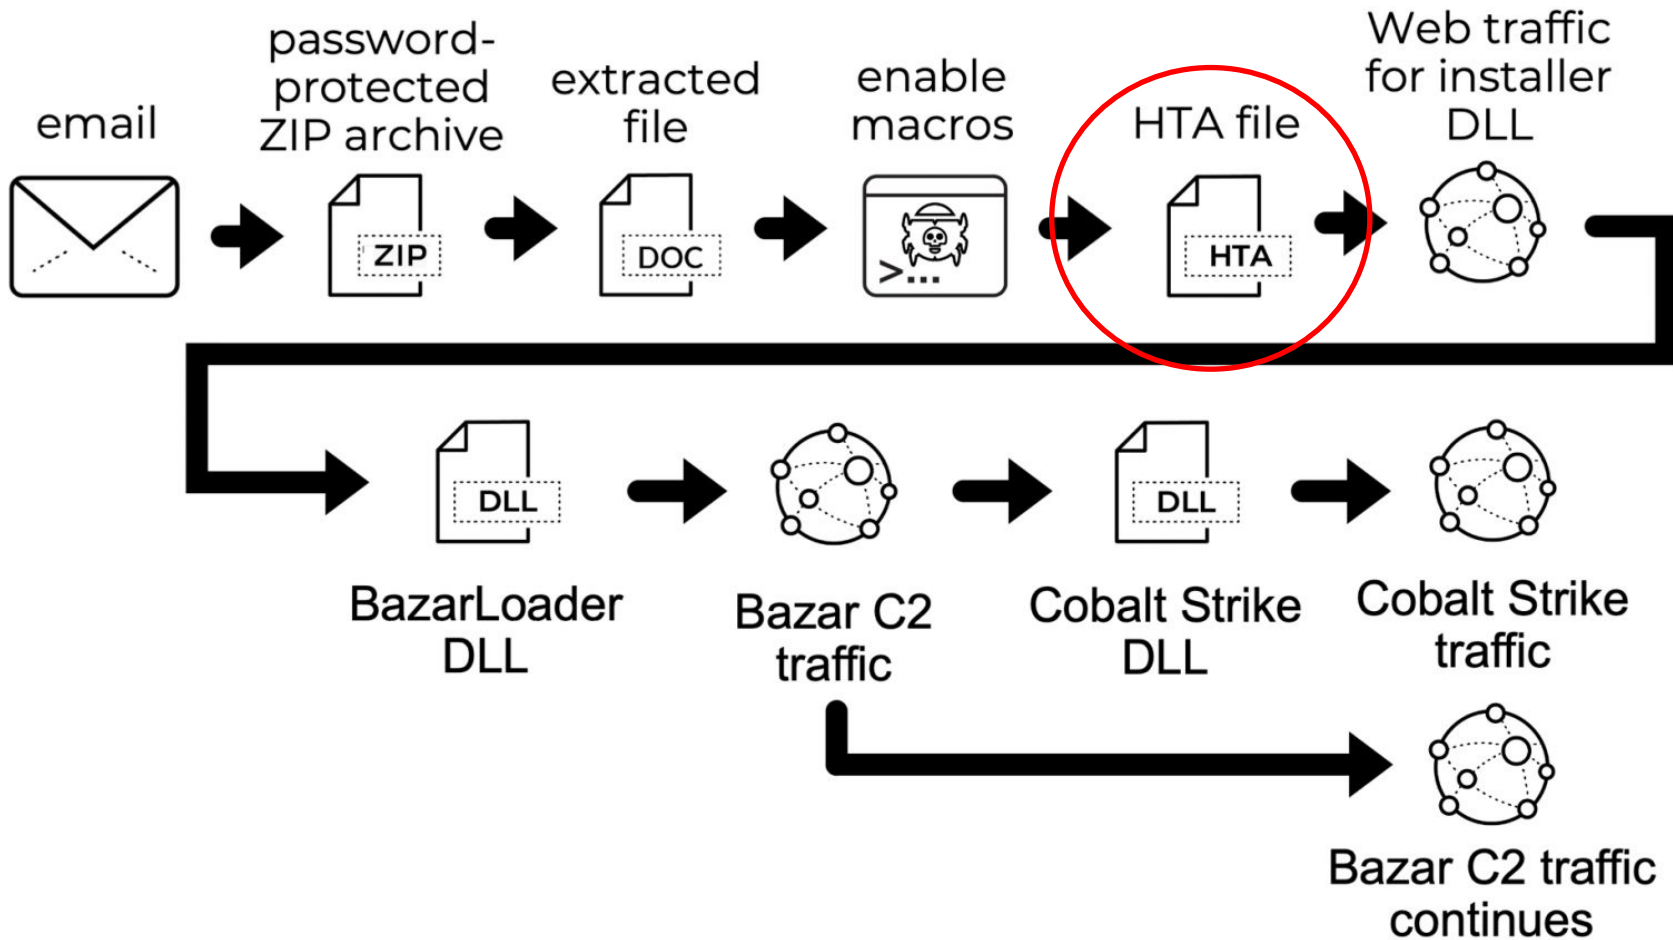 email
password-
protected
ZIP archive
extracted
file
enable
macros
HTA file
Web traffic
for installer
DLL
ZIP
DOC
>...
HTA
DLL
DLL
BazarLoader
DLL
Bazar C2
traffic
Cobalt Strike
DLL
Cobalt Strike
traffic
Bazar C2 traffic
continues